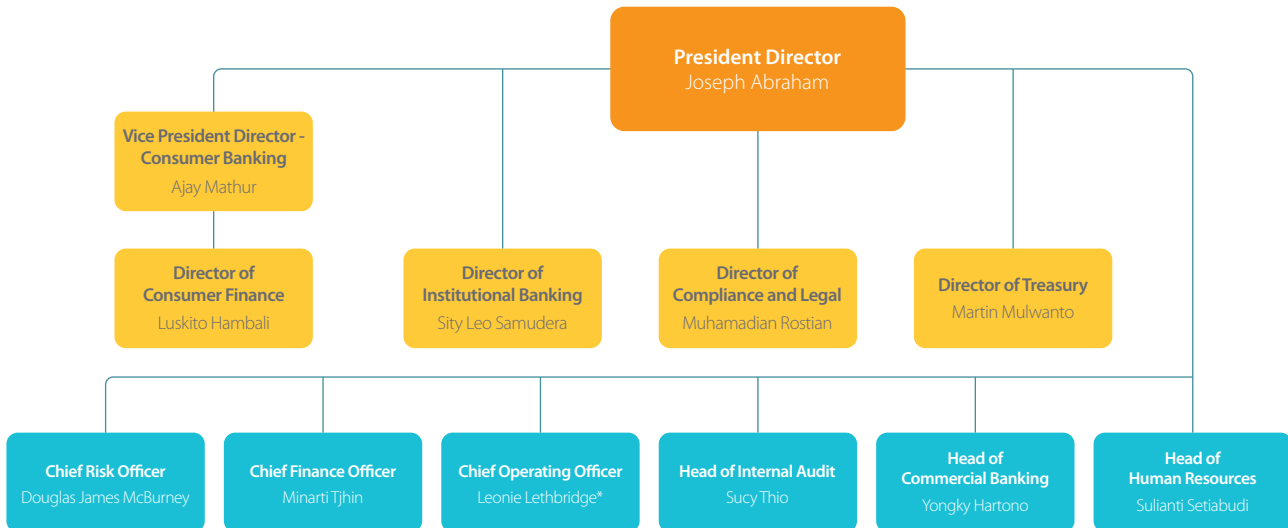 President Director
Joseph Abraham
Vice President Director -
Consumer Banking
Ajay Mathur
Director of
Consumer Finance
Luskito Hambali
Director of
Institutional Banking
Sity Leo Samudera
Director of
Compliance and Legal
Muhamadian Rostian
Director of Treasury
Martin Mulwanto
Chief Risk Officer
Douglas James McBurney
Chief Finance Officer
Minarti Tjhin
Chief Operating Officer
Leonie Lethbridge*
Head of Internal Audit
Sucy Thio
Head of
Commercial Banking
Yongky Hartono
Head of
Human Resources
Sulianti Setiabudi